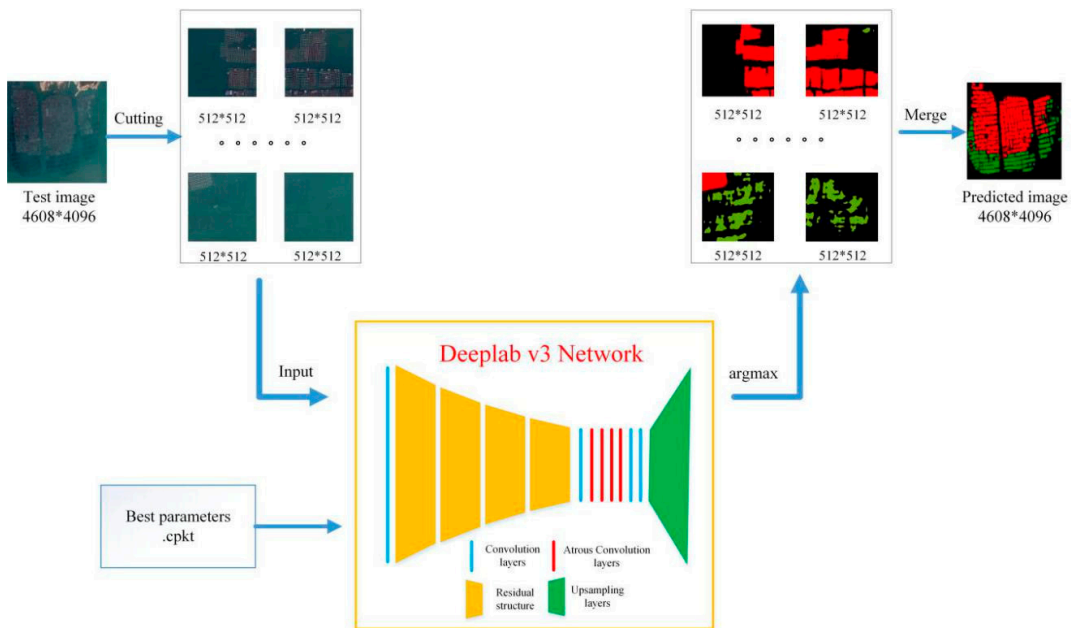 Cutting
Test image
4608*4096
512*512
512*512
512*512
512*512
Input
Best parameters
.cpkt
Deeplab v3 Network
Convolution
layers
Atrous Convolution
layers
Residual
structure
Upsampling
layers
argmax
512*512
512*512
512*512
512*512
Merge
Predicted image
4608*4096